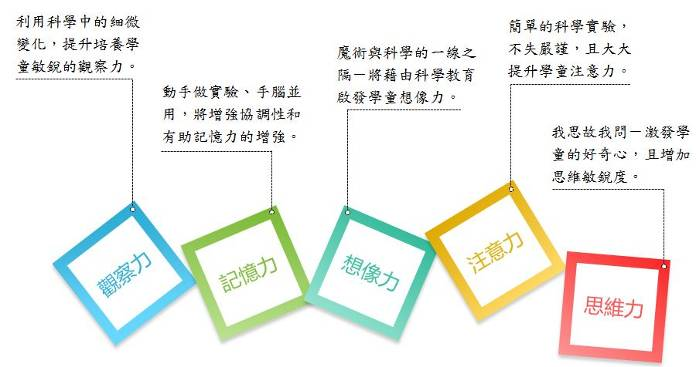 利用科學中的細微
變化，提升培養學
童敏銳的觀察力。
動手做實驗、手腦並
用，將增強協調性和
有助記憶力的增強。
魔術與科學的一線之
隔－將藉由科學教育
啟發學童想像力。
簡單的科學實驗，
不失嚴謹，且大大
提升學童注意力。
我思故我問－激發學
童的好奇心，且增加
思維敏銳度。
觀察力
記憶力
想像力
注意力
思維力